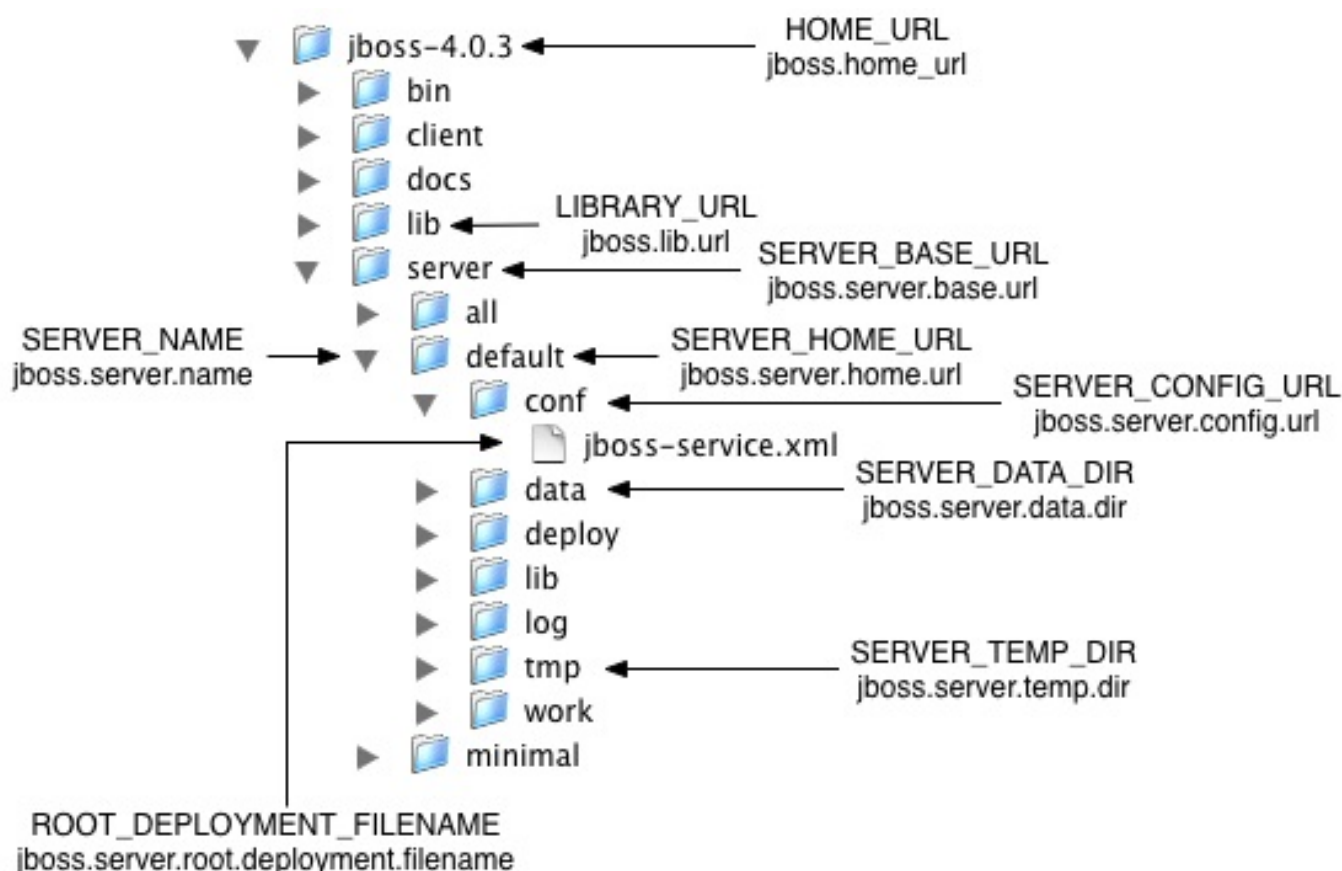 jboss-4.0.3
HOME_URL
jboss.home_url
bin
client
docs
lib
LIBRARY_URL
jboss.lib.url
server
SERVER_BASE_URL
jboss.server.base.url
all
SERVER_NAME
jboss.server.name
default
SERVER_HOME_URL
jboss.server.home.url
conf
SERVER_CONFIG_URL
jboss.server.config.url
jboss-service.xml
data
SERVER_DATA_DIR
jboss.server.data.dir
deploy
lib
log
tmp
SERVER_TEMP_DIR
jboss.server.temp.dir
work
minimal
ROOT_DEPLOYMENT_FILENAME
jboss.server.root.deployment.filename